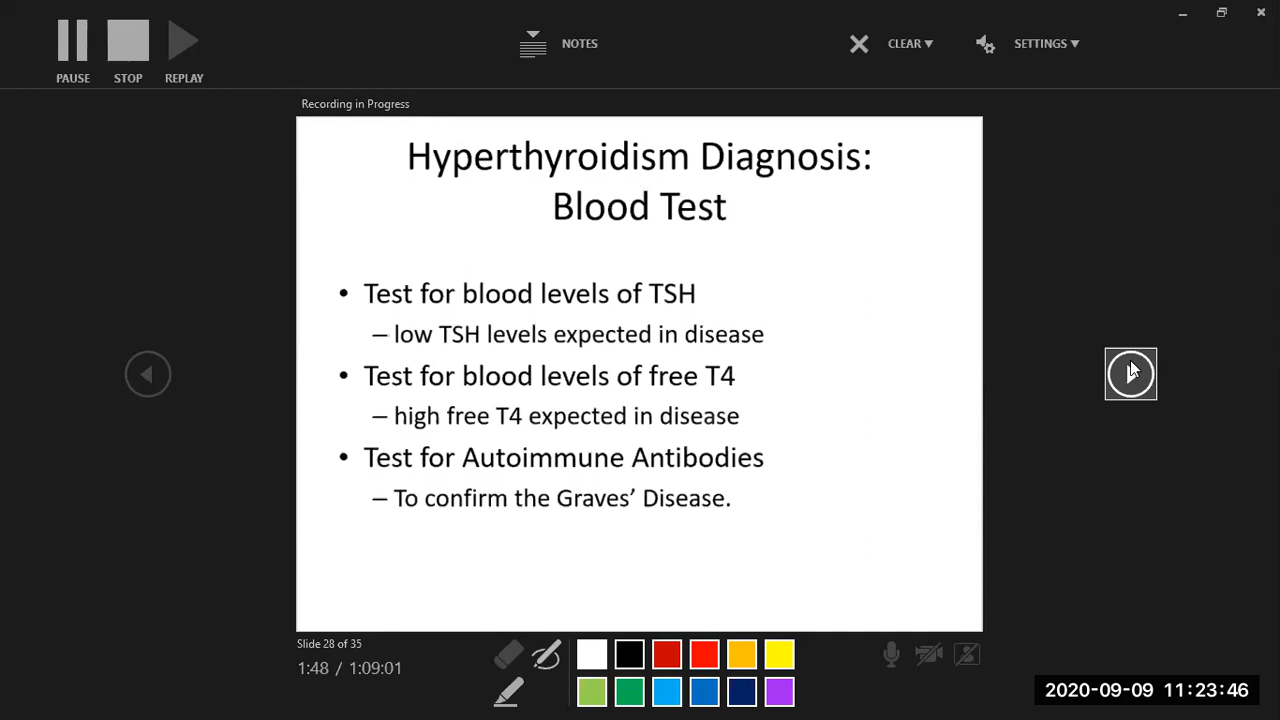 PAUSE
STOP
REPLAY
NOTES
CLEAR
SETTINGS
Recording in Progress
Hyperthyroidism Diagnosis:
Blood Test
• Test for blood levels of TSH
– low TSH levels expected in disease
• Test for blood levels of free T4
– high free T4 expected in disease
• Test for Autoimmune Antibodies
– To confirm the Graves’ Disease.
Slide 28 of 35
1:48 / 1:09:01
2020-09-09 11:23:46